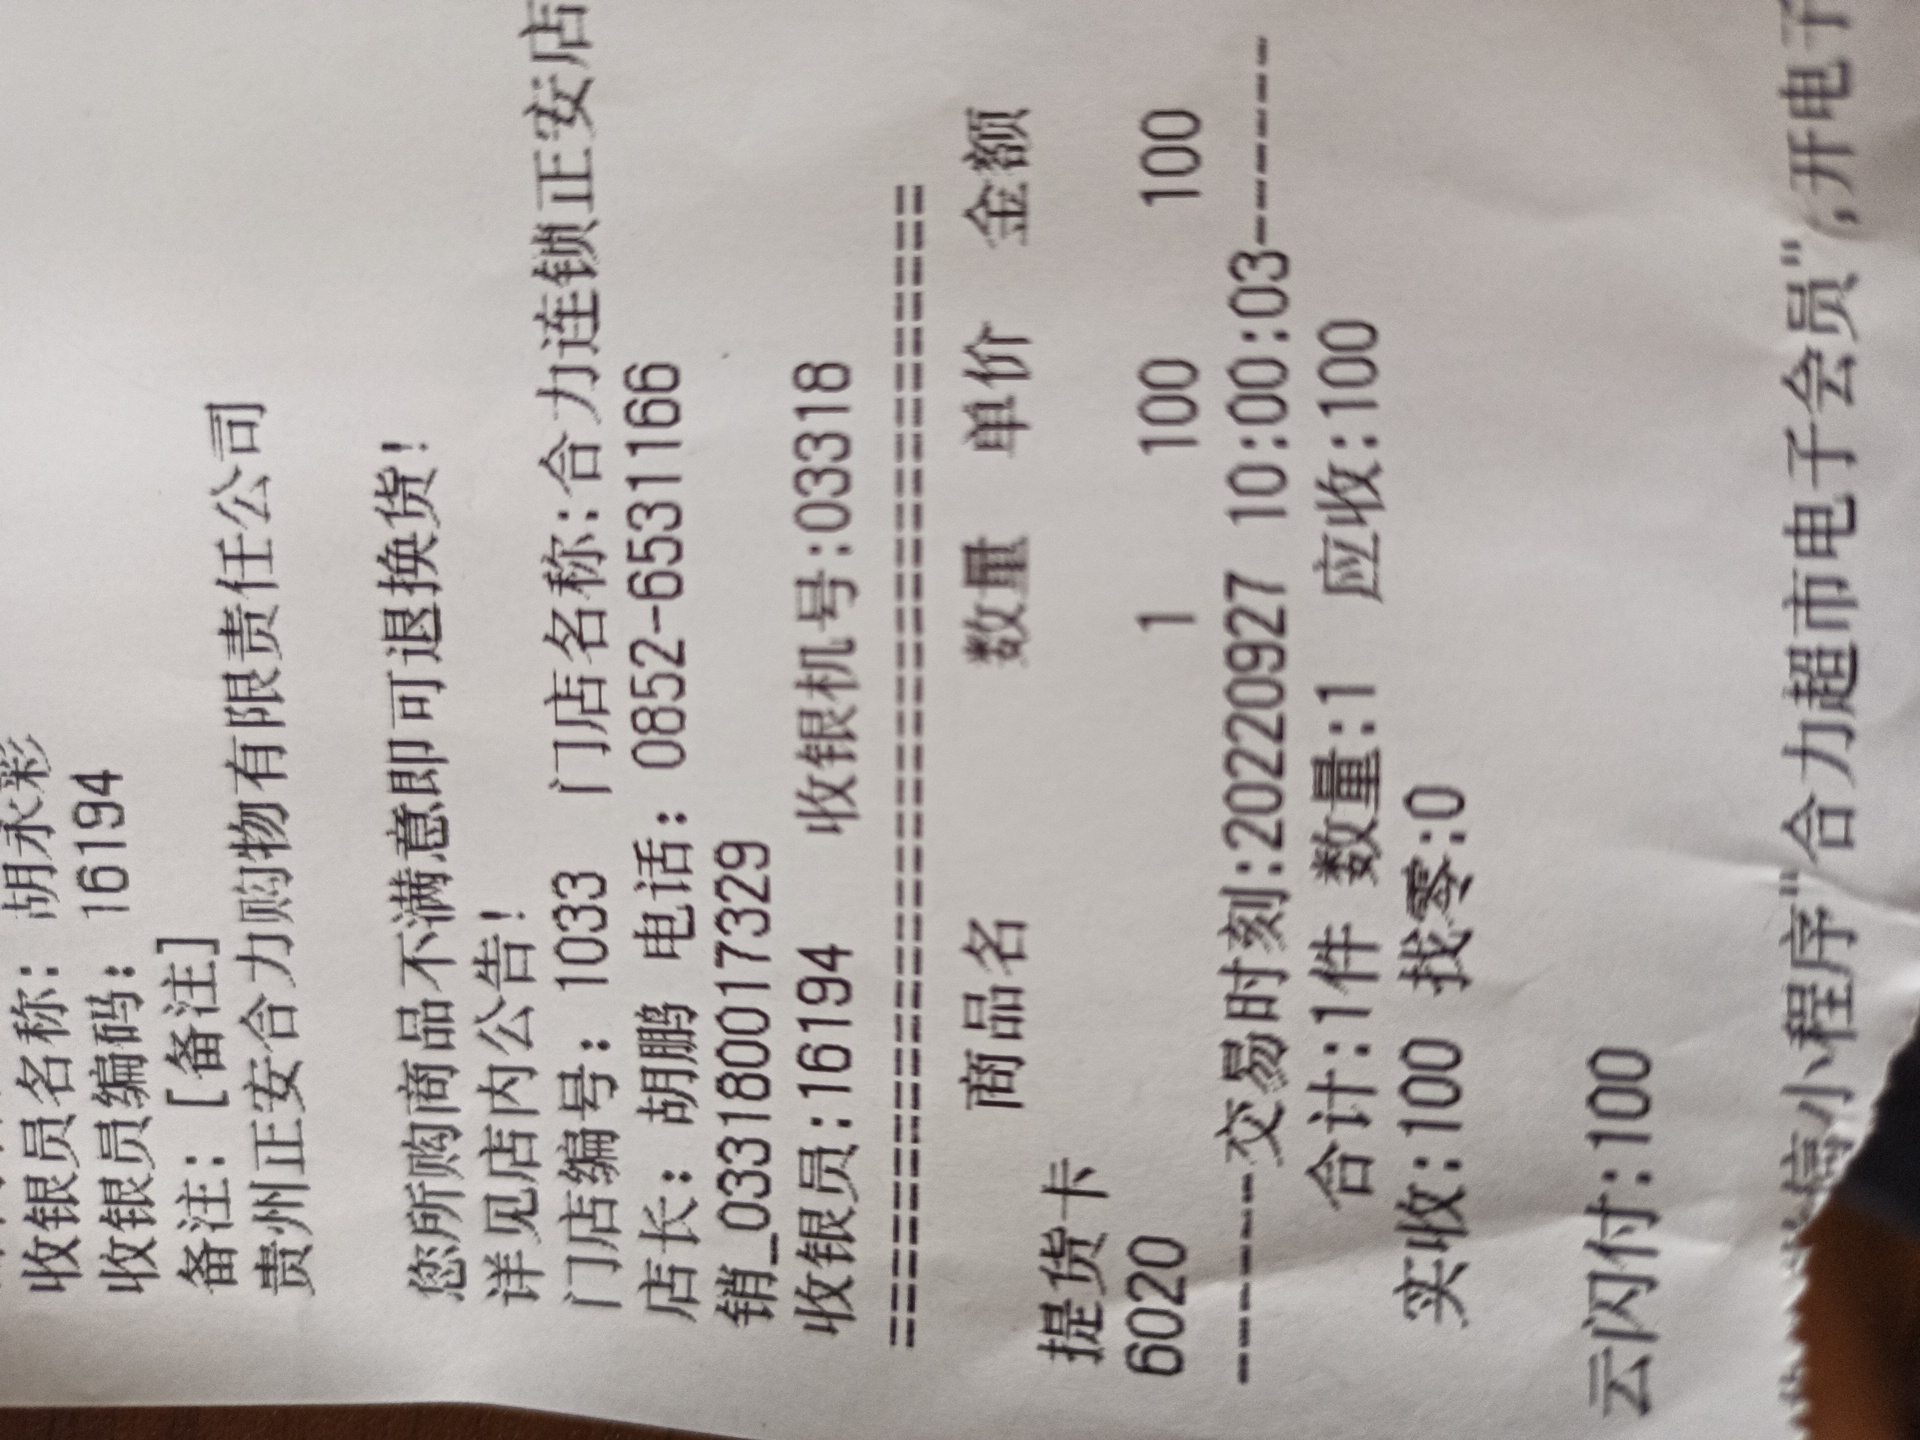 收银员名称： 胡永彩
收银员编码： 16194
备注：[备注]
贵州正安合力购物有限责任公司
您所购商品不满意即可退换货！
详见店内公告！
门店编号：1033 门店名称：合力连锁正安店
店长：胡鹏 电话：0852-6531166
销_0331800017329
收银员:16194 收银机号:03318
==============================
商品名 数量 单价 金额
提货卡
6020 1 100 100
------交易时刻:20220927 10:00:03---------
合计:1件 数量:1 应收:100
实收:100 找零:0
云闪付:100
信小程序"合力超市电子会员",开电子